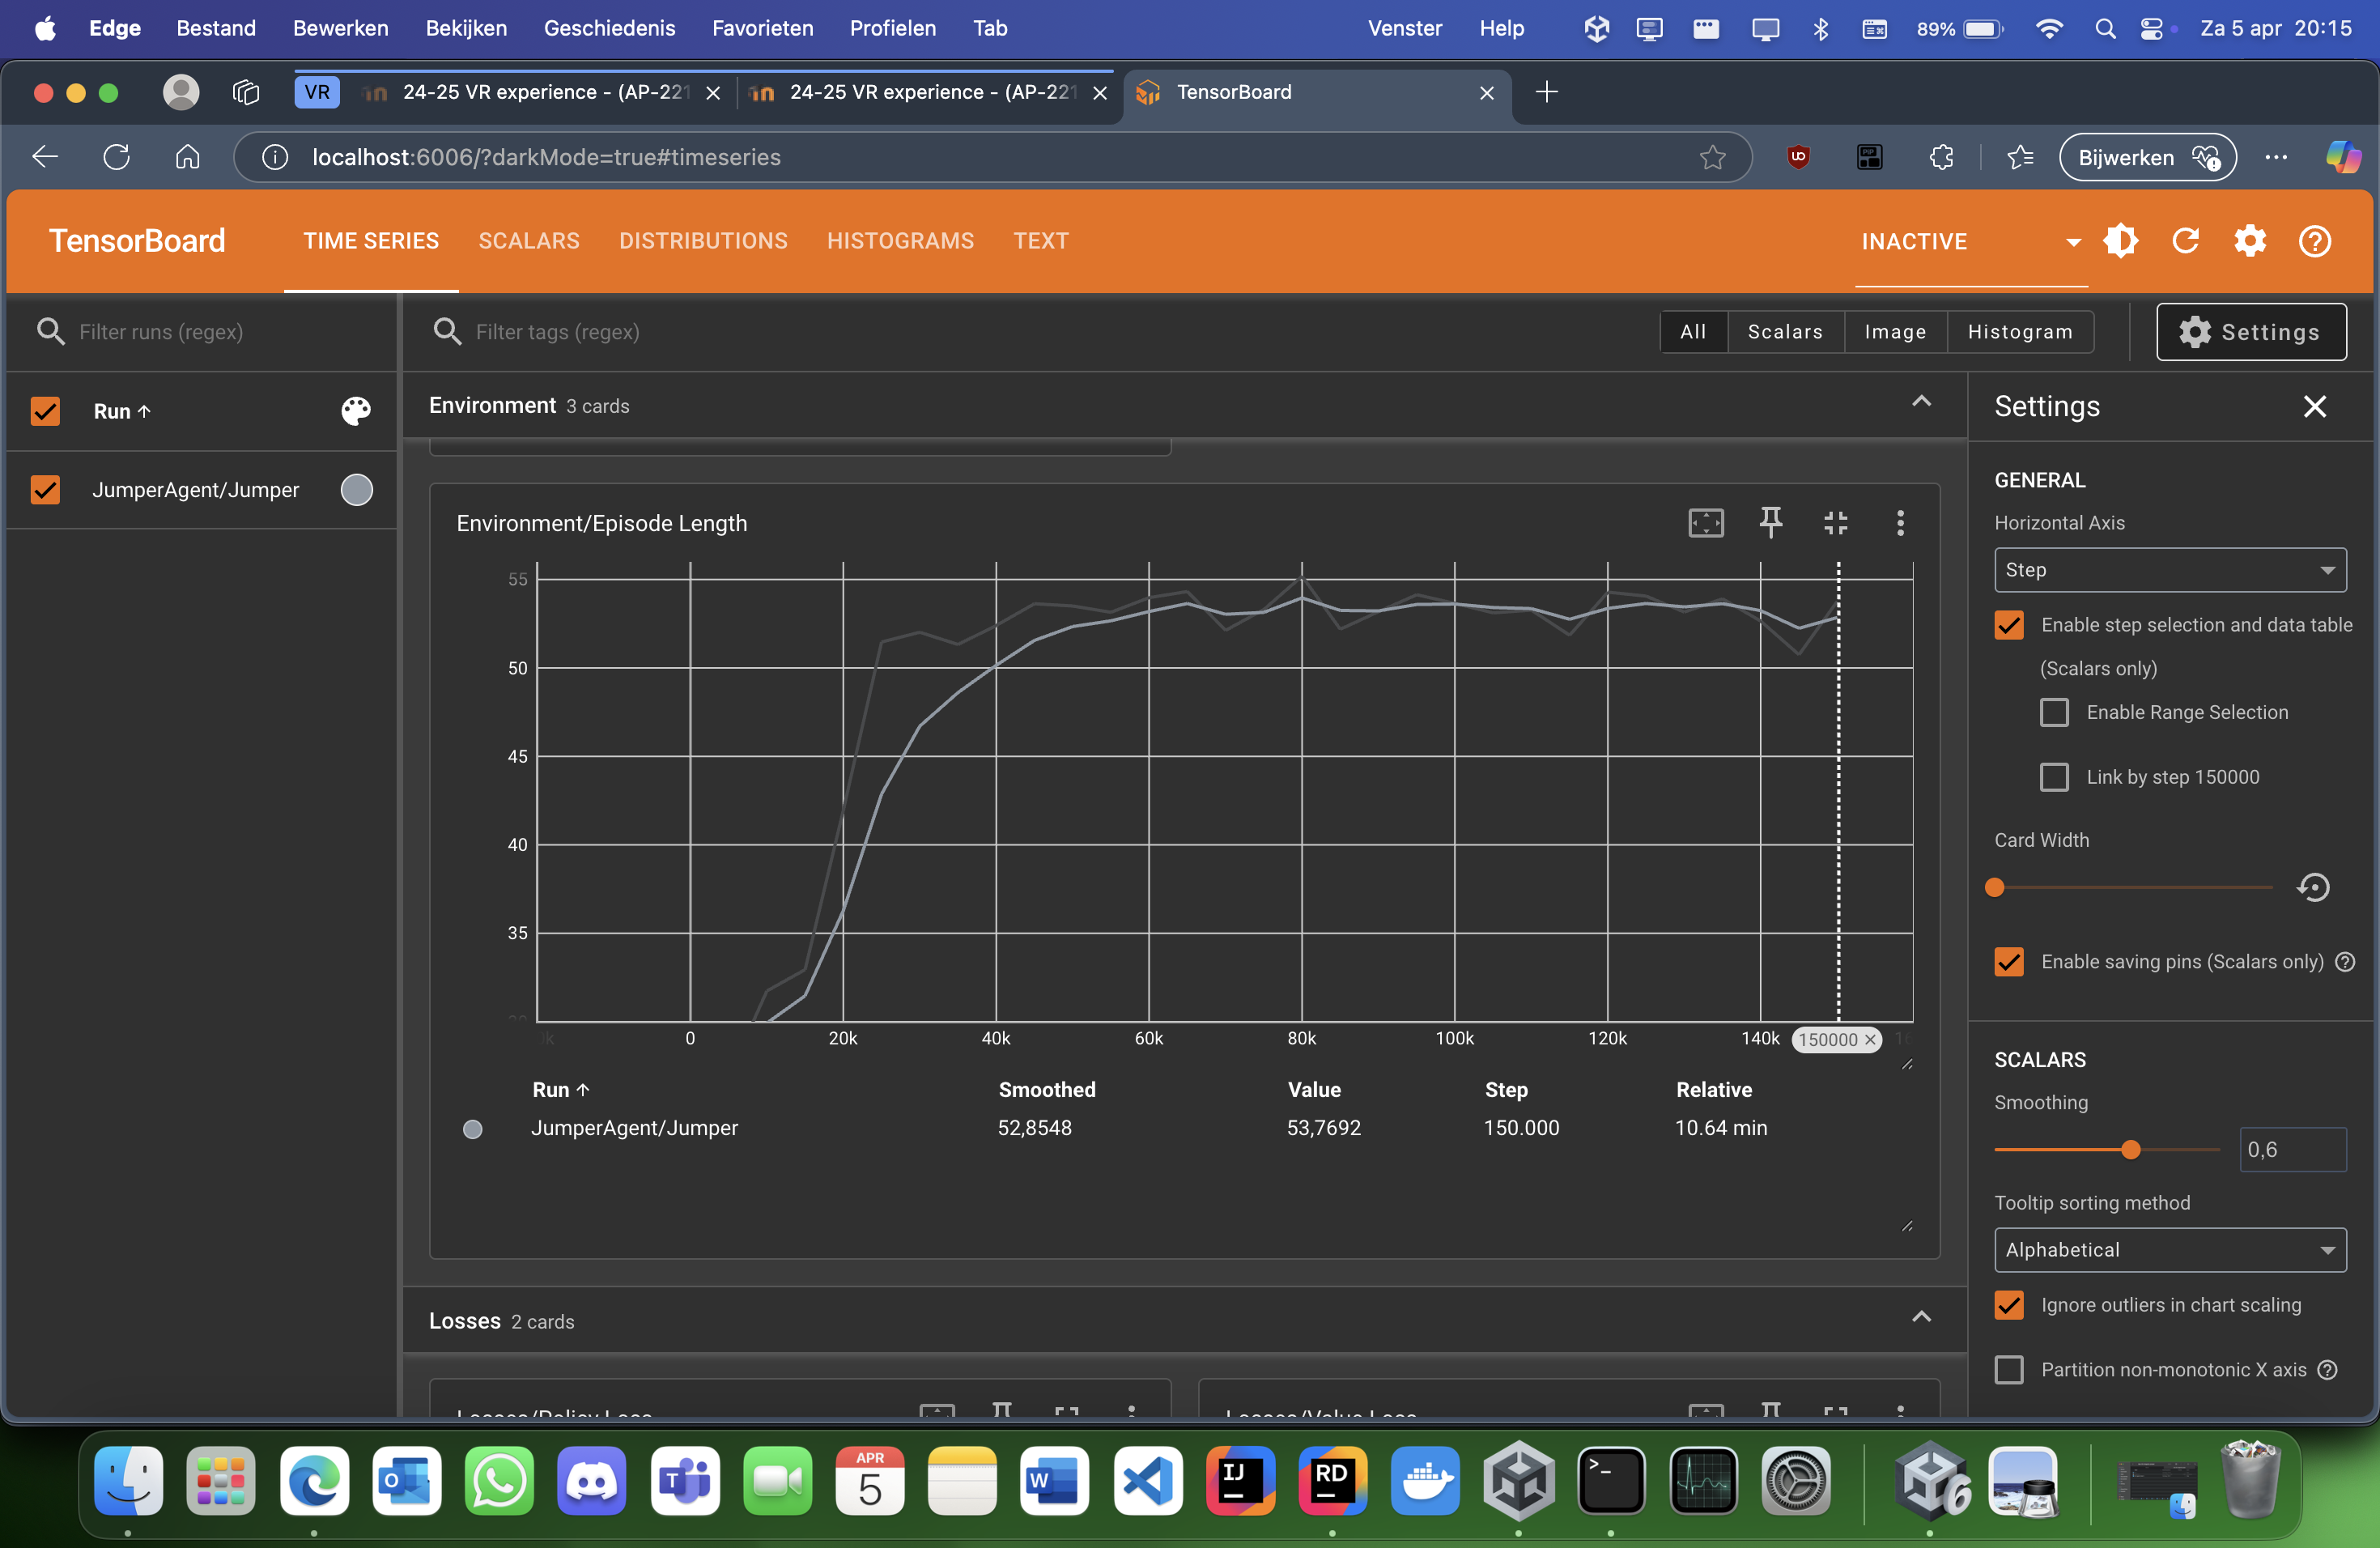 Edge Bestand Bewerken Bekijken Geschiedenis Favorieten Profielen Tab Venster Help 89% Za 5 apr 20:15
VR 24-25 VR experience - (AP-221 24-25 VR experience - (AP-221 TensorBoard
localhost:6006/?darkMode=true#timeseries Bijwerken
TensorBoard TIME SERIES SCALARS DISTRIBUTIONS HISTOGRAMS TEXT INACTIVE
Filter runs (regex) Filter tags (regex) All Scalars Image Histogram Settings
Run
JumperAgent/Jumper
Environment 3 cards
Environment/Episode Length
55
50
45
40
35
0 20k 40k 60k 80k 100k 120k 140k 150000
Run Smoothed Value Step Relative
JumperAgent/Jumper 52,8548 53,7692 150.000 10.64 min
Losses 2 cards
Losses/Policy Loss Losses/Value Loss
Settings
GENERAL
Horizontal Axis
Step
Enable step selection and data table
(Scalars only)
Enable Range Selection
Link by step 150000
Card Width
Enable saving pins (Scalars only)
SCALARS
Smoothing
0,6
Tooltip sorting method
Alphabetical
Ignore outliers in chart scaling
Partition non-monotonic X axis
APR
5
IJ
RD
6